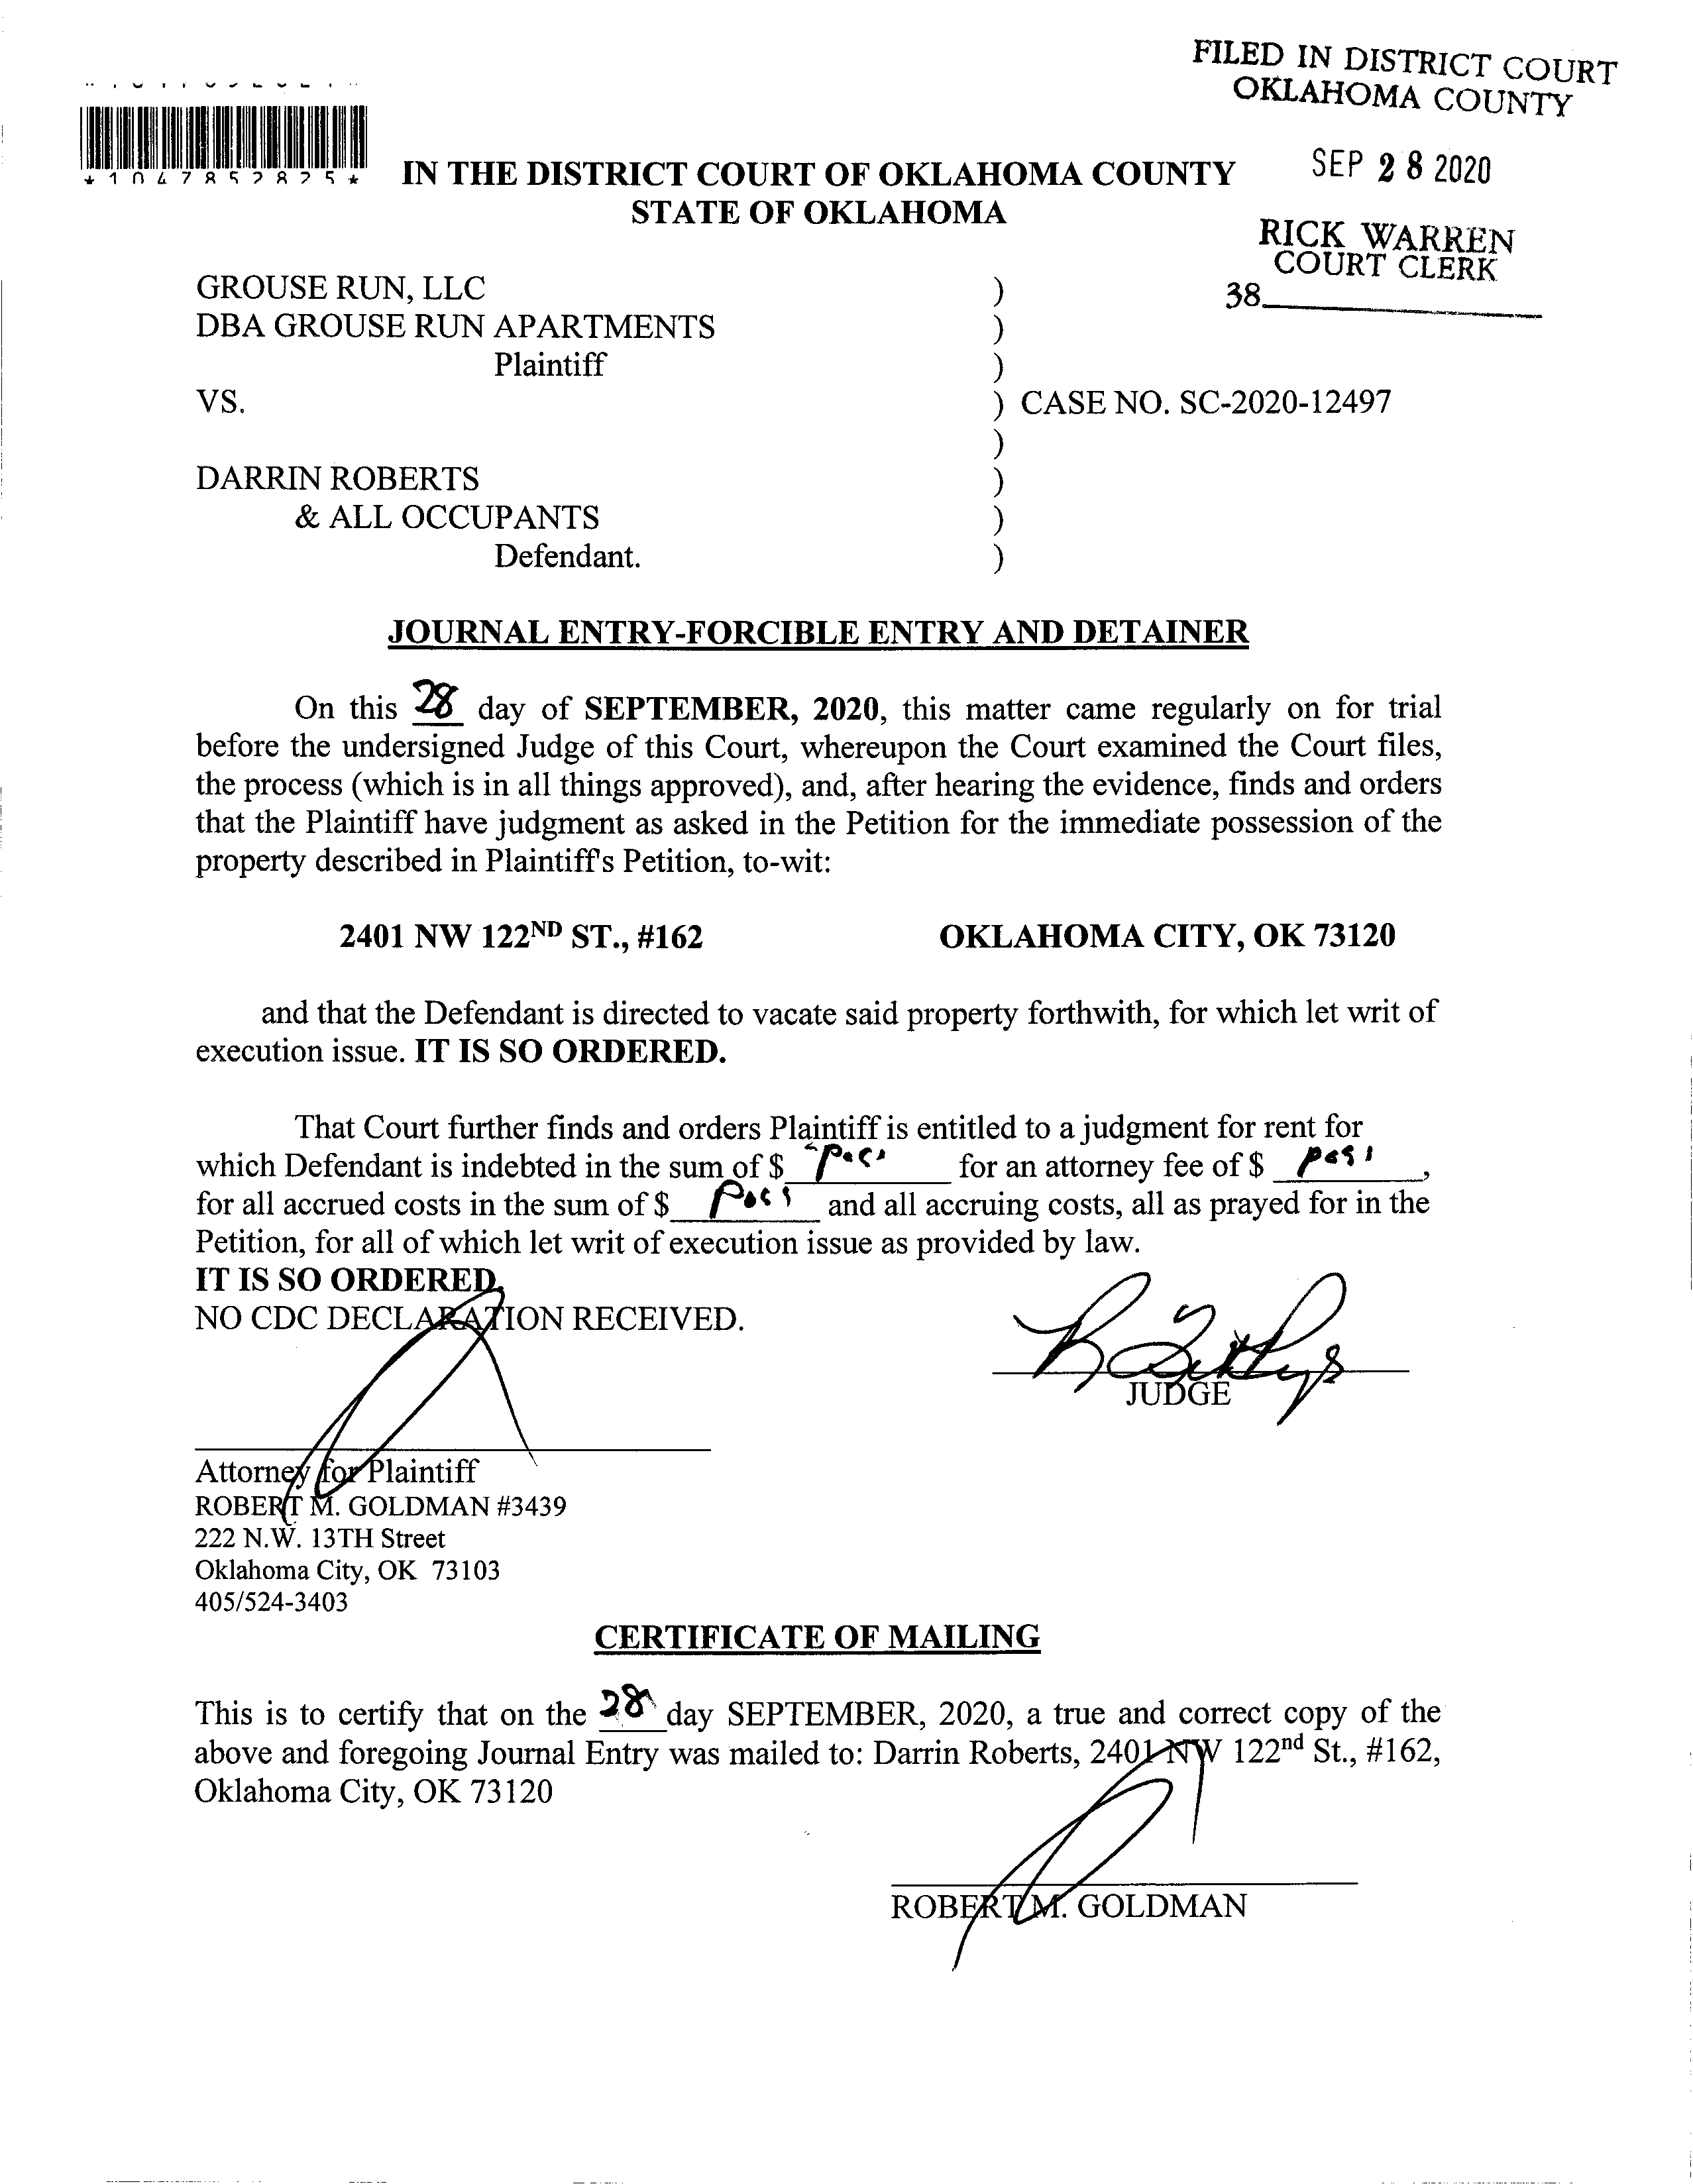 FILED IN DISTRICT COURT
OKLAHOMA COUNTY
SEP 28 2020
RICK WARREN
COURT CLERK
38
*1047852825*
IN THE DISTRICT COURT OF OKLAHOMA COUNTY
STATE OF OKLAHOMA
GROUSE RUN, LLC )
DBA GROUSE RUN APARTMENTS )
Plaintiff )
VS. ) CASE NO. SC-2020-12497
)
DARRIN ROBERTS )
& ALL OCCUPANTS )
Defendant. )
JOURNAL ENTRY-FORCIBLE ENTRY AND DETAINER
On this 28 day of SEPTEMBER, 2020, this matter came regularly on for trial
before the undersigned Judge of this Court, whereupon the Court examined the Court files,
the process (which is in all things approved), and, after hearing the evidence, finds and orders
that the Plaintiff have judgment as asked in the Petition for the immediate possession of the
property described in Plaintiff's Petition, to-wit:
2401 NW 122ND ST., #162 OKLAHOMA CITY, OK 73120
and that the Defendant is directed to vacate said property forthwith, for which let writ of
execution issue. IT IS SO ORDERED.
That Court further finds and orders Plaintiff is entitled to a judgment for rent for
which Defendant is indebted in the sum of $ for an attorney fee of $ ,
for all accrued costs in the sum of $ and all accruing costs, all as prayed for in the
Petition, for all of which let writ of execution issue as provided by law.
IT IS SO ORDERED.
NO CDC DECLARATION RECEIVED.
JUDGE
Attorney for Plaintiff
ROBERT M. GOLDMAN #3439
222 N.W. 13TH Street
Oklahoma City, OK 73103
405/524-3403
CERTIFICATE OF MAILING
This is to certify that on the 28 day SEPTEMBER, 2020, a true and correct copy of the
above and foregoing Journal Entry was mailed to: Darrin Roberts, 2401 NW 122nd St., #162,
Oklahoma City, OK 73120
ROBERT M. GOLDMAN